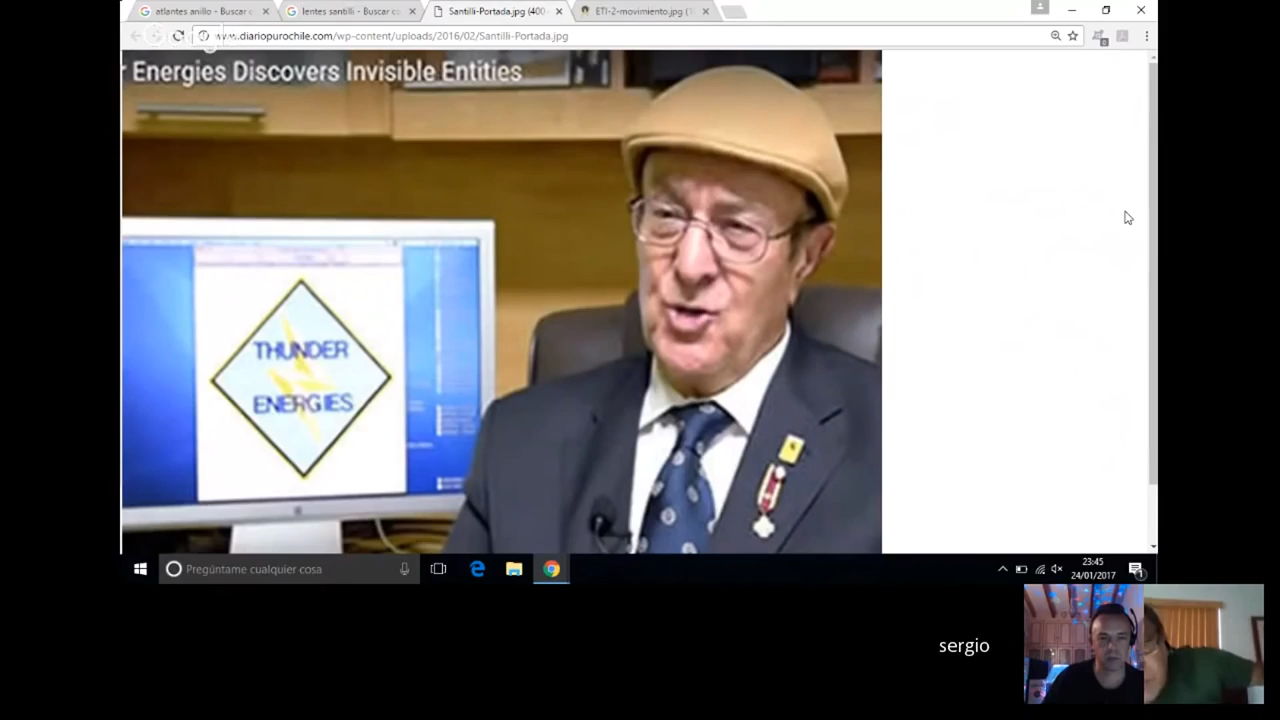 atlantes anillo - Buscar c
lentes santilli - Buscar co
Santilli-Portada.jpg (400
ETI-2-movimiento.jpg (1
www.diariopurochile.com/wp-content/uploads/2016/02/Santilli-Portada.jpg
r Energies Discovers Invisible Entities
THUNDER
ENERGIES
Pregúntame cualquier cosa
23:45
24/01/2017
sergio